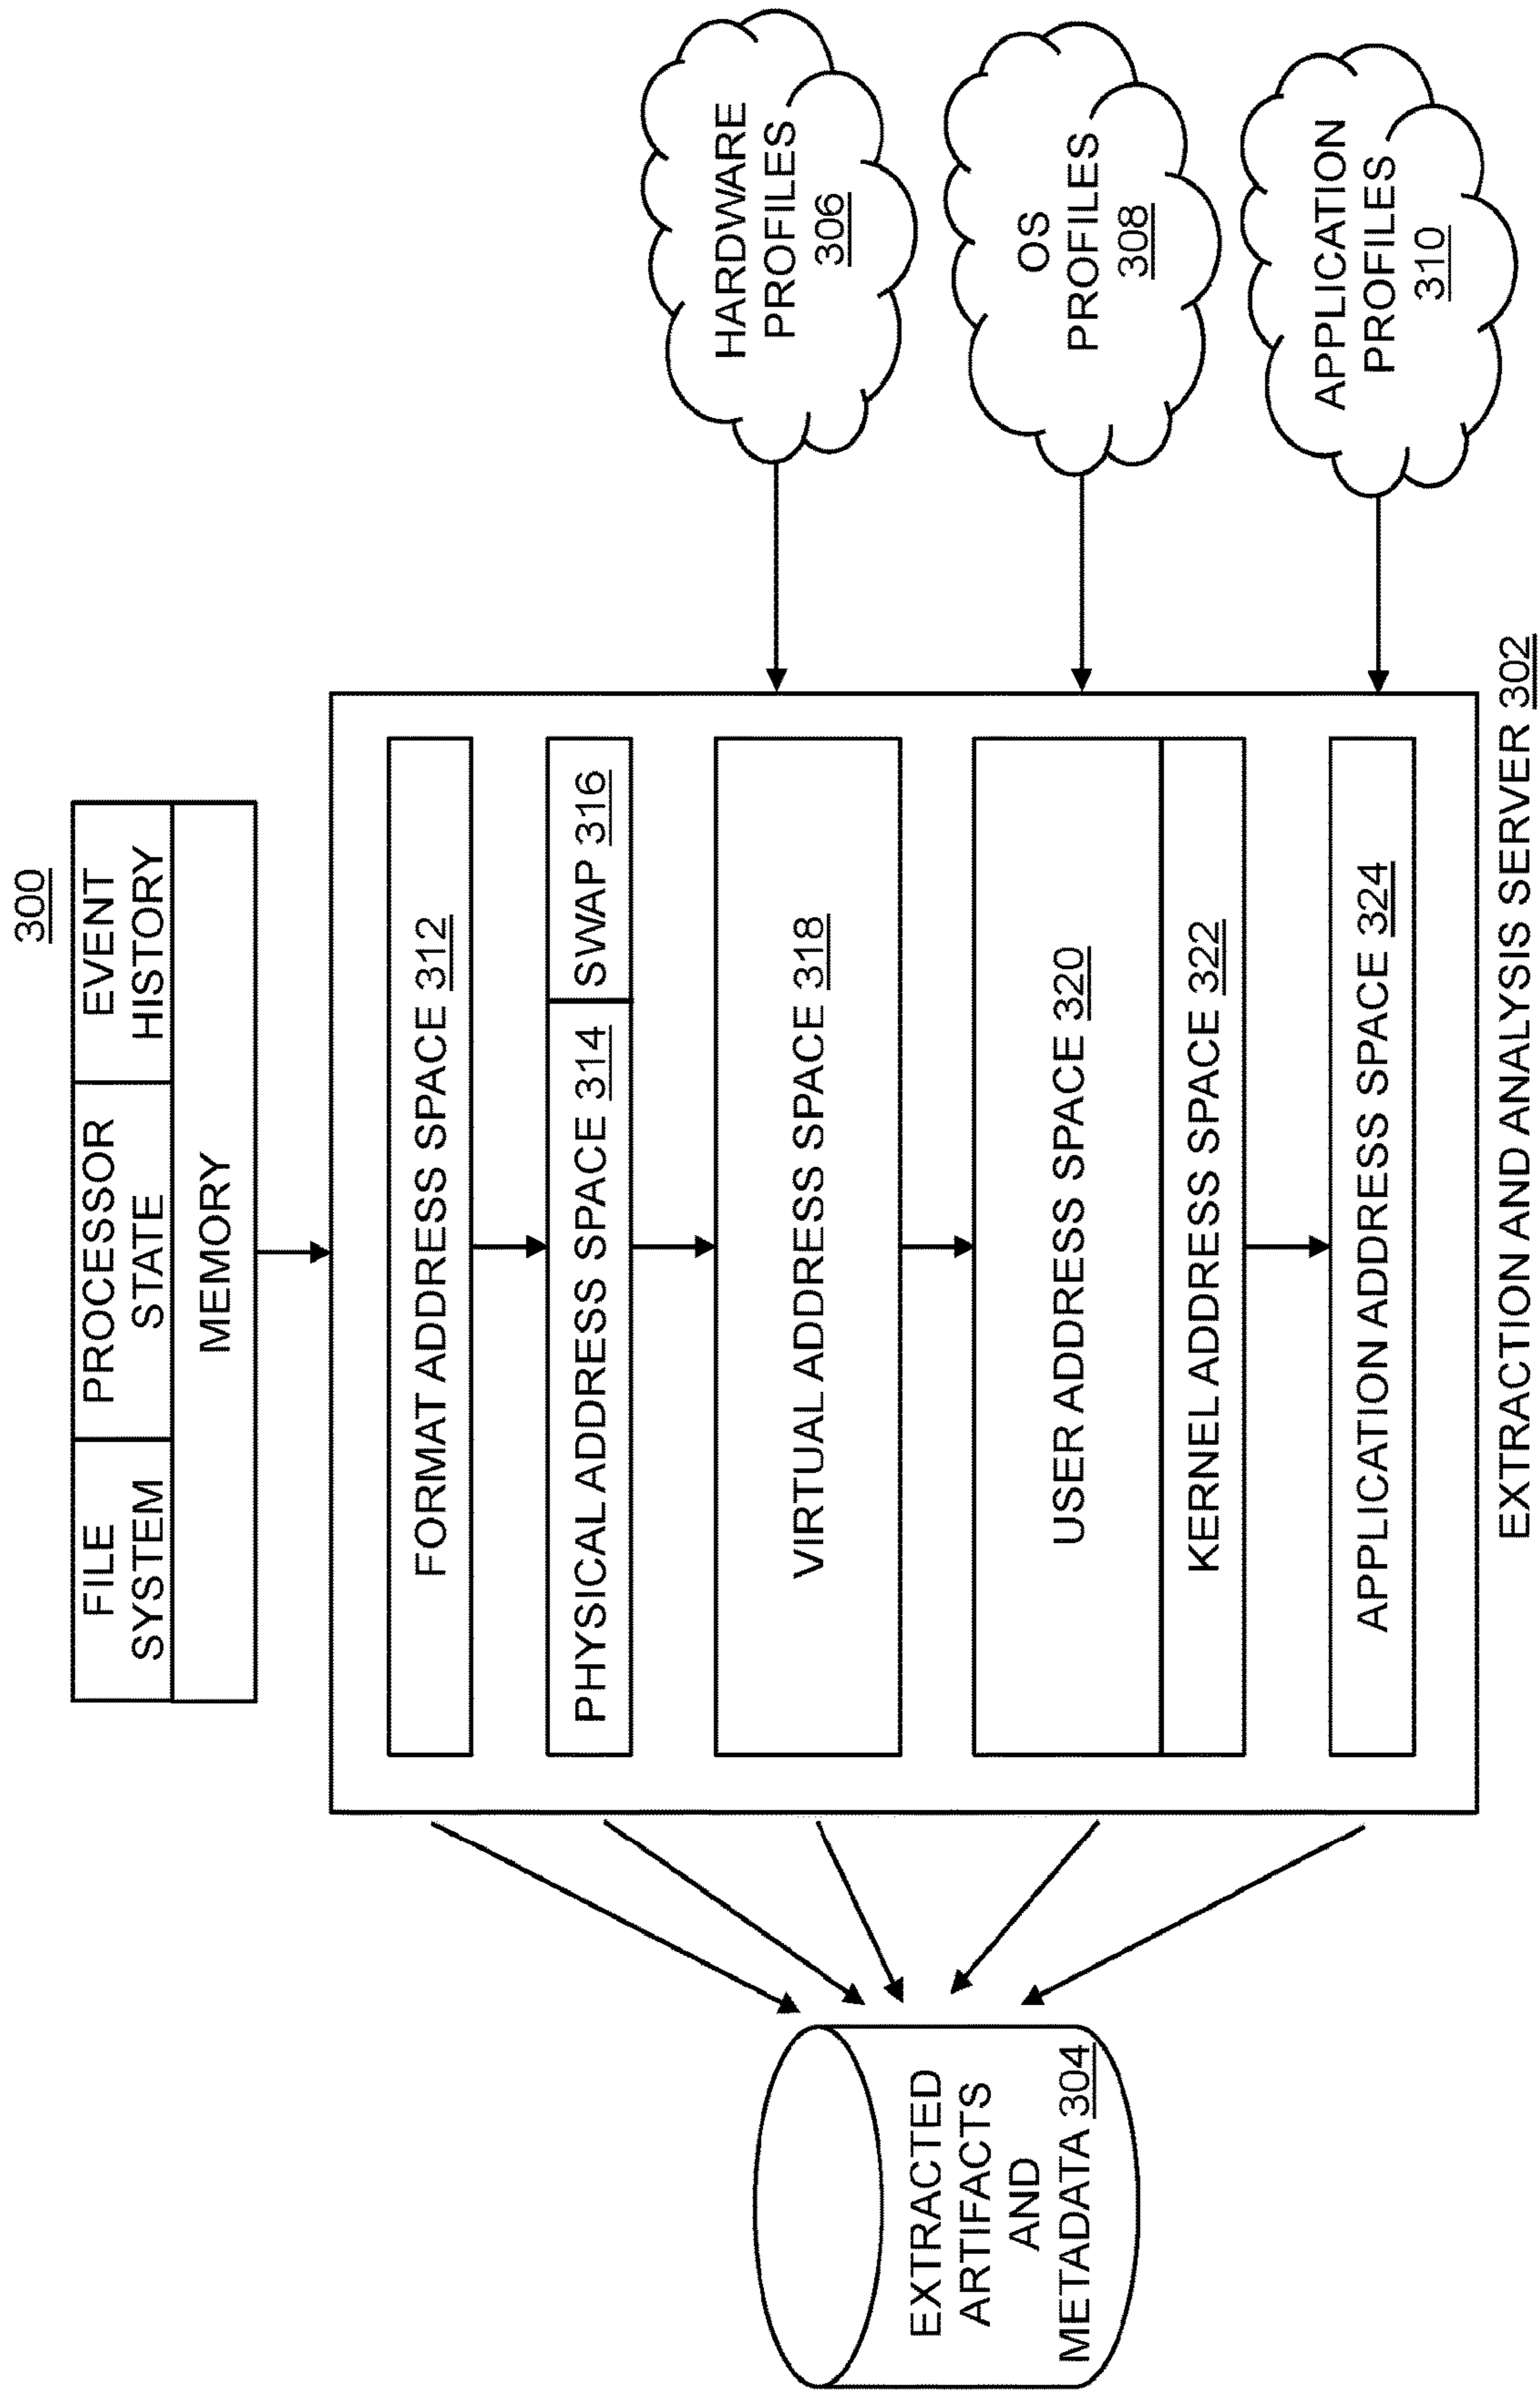 300
FILE
SYSTEM
PROCESSOR
STATE
EVENT
HISTORY
MEMORY
FORMAT ADDRESS SPACE 312
PHYSICAL ADDRESS SPACE 314
SWAP 316
VIRTUAL ADDRESS SPACE 318
USER ADDRESS SPACE 320
KERNEL ADDRESS SPACE 322
APPLICATION ADDRESS SPACE 324
EXTRACTION AND ANALYSIS SERVER 302
EXTRACTED
ARTIFACTS
AND
METADATA 304
HARDWARE
PROFILES
306
OS
PROFILES
308
APPLICATION
PROFILES
310